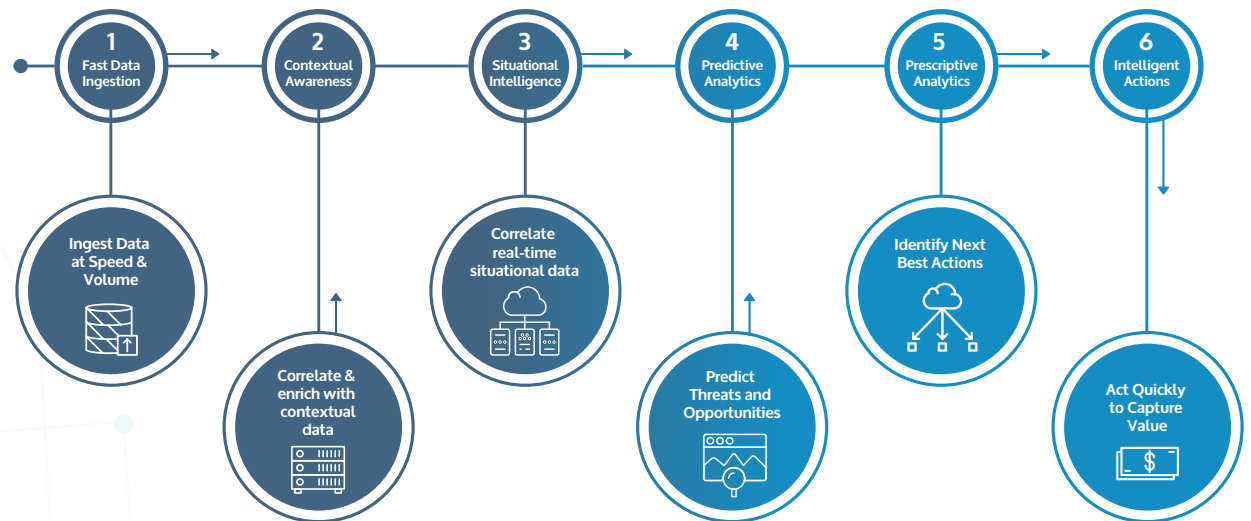 1
Fast Data
Ingestion
2
Contextual
Awareness
3
Situational
Intelligence
4
Predictive
Analytics
5
Prescriptive
Analytics
6
Intelligent
Actions
Ingest Data
at Speed &
Volume
Correlate &
enrich with
contextual
data
Correlate
real-time
situational data
Predict
Threats and
Opportunities
Identify Next
Best Actions
Act Quickly
to Capture
Value
$